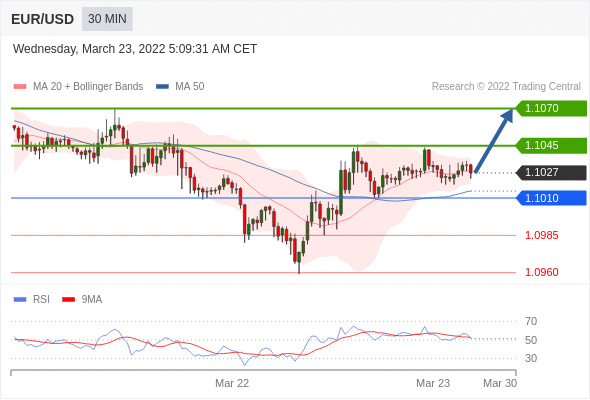 EUR/USD 30 MIN
Wednesday, March 23, 2022 5:09:31 AM CET
MA 20 + Bollinger Bands MA 50 Research © 2022 Trading Central
1.1070
1.1045
1.1027
1.1010
1.0985
1.0960
RSI 9MA
70
50
30
Mar 22 Mar 23 Mar 30